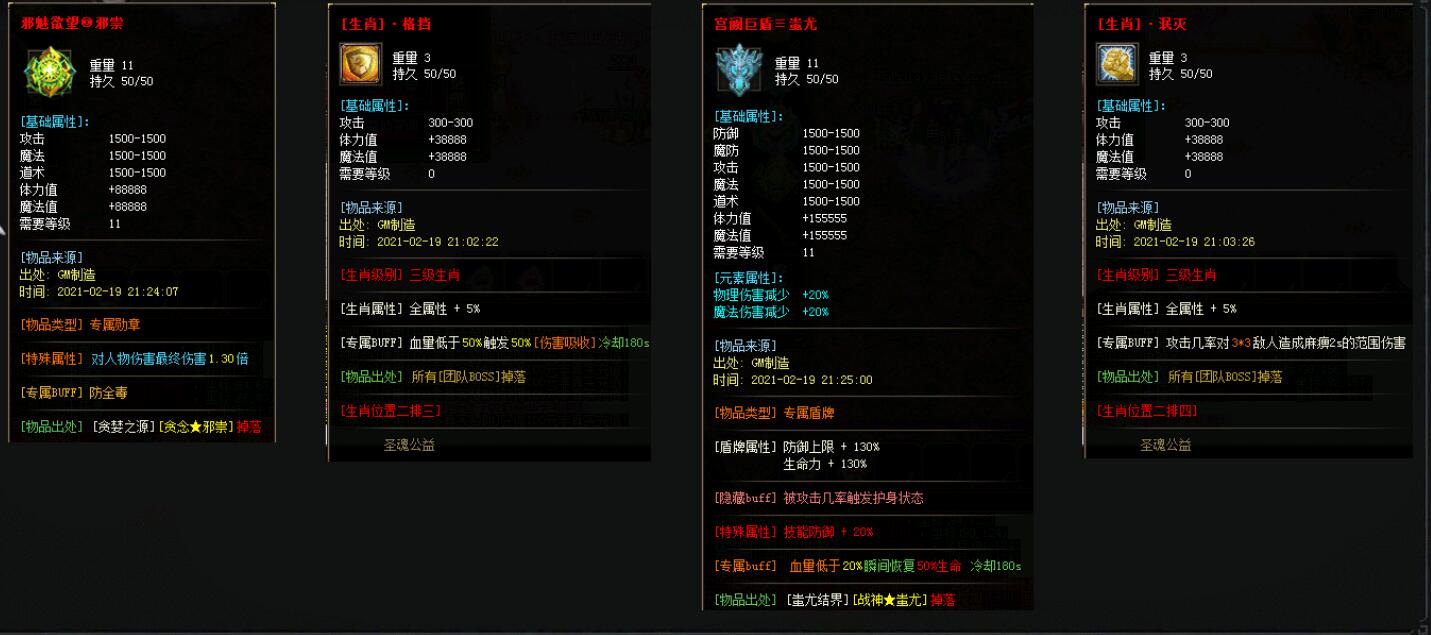 邪魅欲望②邪祟
重量 11
持久 50/50
[基础属性]:
攻击 1500-1500
魔法 1500-1500
道术 1500-1500
体力值 +88888
魔法值 +88888
需要等级 11
[物品来源]
出处: GM制造
时间: 2021-02-19 21:24:07
[物品类型] 专属勋章
[特殊属性] 对人物伤害最终伤害1.30倍
[专属BUFF] 防全毒
[物品出处] [贪婪之源][贪念★邪祟]掉落
[生肖]·格挡
重量 3
持久 50/50
[基础属性]:
攻击 300-300
体力值 +38888
魔法值 +38888
需要等级 0
[物品来源]
出处: GM制造
时间: 2021-02-19 21:02:22
[生肖级别] 三级生肖
[生肖属性] 全属性 + 5%
[专属BUFF] 血量低于50%触发50%[伤害吸收]冷却180s
[物品出处] 所有[团队BOSS]掉落
[生肖位置二排三]
圣魂公益
宫阙巨盾≡蚩尤
重量 11
持久 50/50
[基础属性]:
防御 1500-1500
魔防 1500-1500
攻击 1500-1500
魔法 1500-1500
道术 1500-1500
体力值 +155555
魔法值 +155555
需要等级 11
[元素属性]:
物理伤害减少 +20%
魔法伤害减少 +20%
[物品来源]
出处: GM制造
时间: 2021-02-19 21:25:00
[物品类型] 专属盾牌
[盾牌属性] 防御上限 + 130%
生命力 + 130%
[隐藏buff] 被攻击几率触发护身状态
[特殊属性] 技能防御 + 20%
[专属buff] 血量低于20%瞬间恢复50%生命 冷却180s
[物品出处] [蚩尤结界][战神★蚩尤]掉落
[生肖]·泯灭
重量 3
持久 50/50
[基础属性]:
攻击 300-300
体力值 +38888
魔法值 +38888
需要等级 0
[物品来源]
出处: GM制造
时间: 2021-02-19 21:03:26
[生肖级别] 三级生肖
[生肖属性] 全属性 + 5%
[专属BUFF] 攻击几率对3*3敌人造成麻痹2s的范围伤害
[物品出处] 所有[团队BOSS]掉落
[生肖位置二排四]
圣魂公益